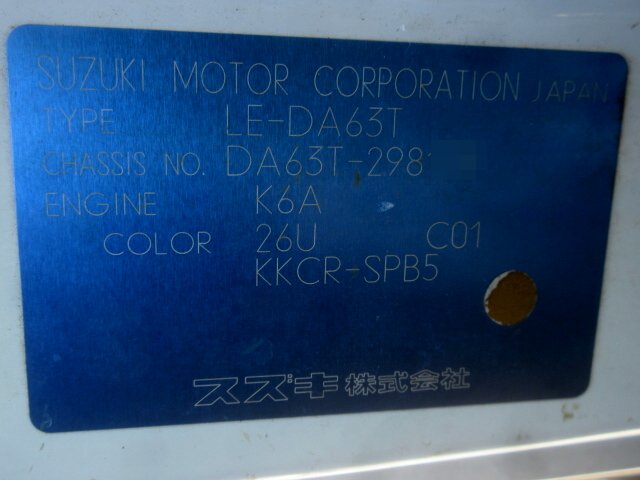 SUZUKI MOTOR CORPORATION JAPAN
TYPE LE-DA63T
CHASSIS NO. DA63T-298
ENGINE K6A
COLOR 26U C01
KKCR-SPB5
スズキ株式会社